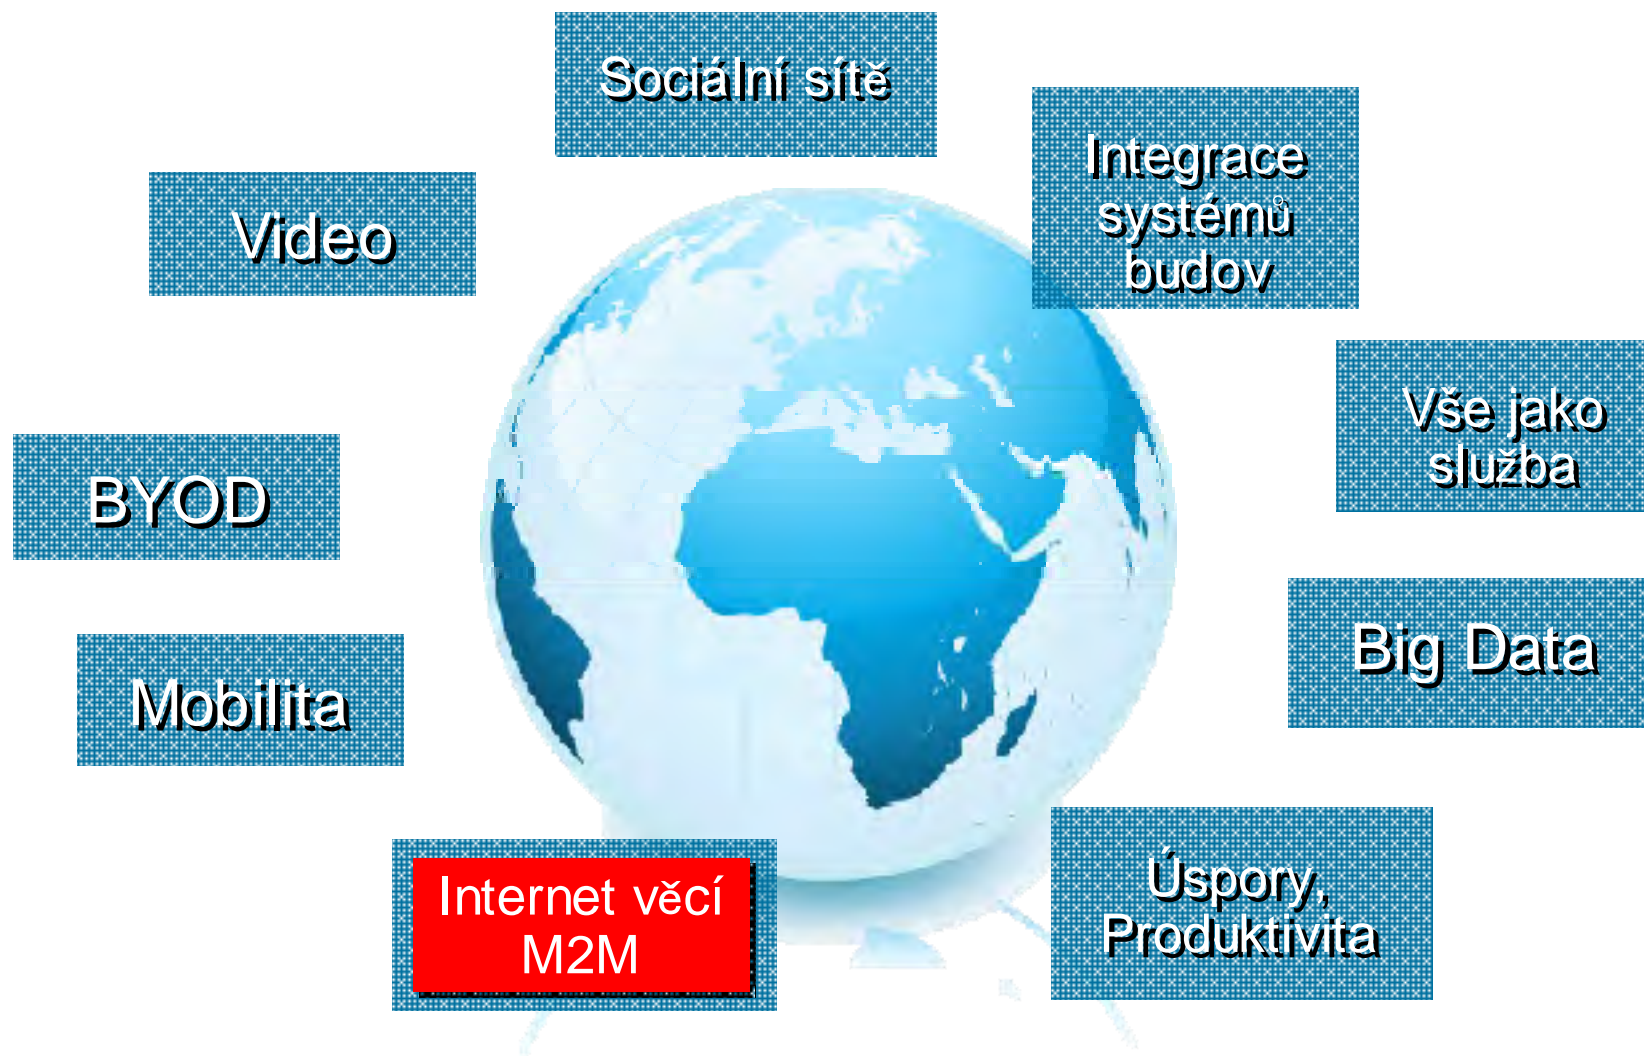 Sociální sítě
Integrace
systémů
budov
Video
Vše jako
služba
BYOD
Big Data
Mobilita
Úspory,
Produktivita
Internet věcí
M2M